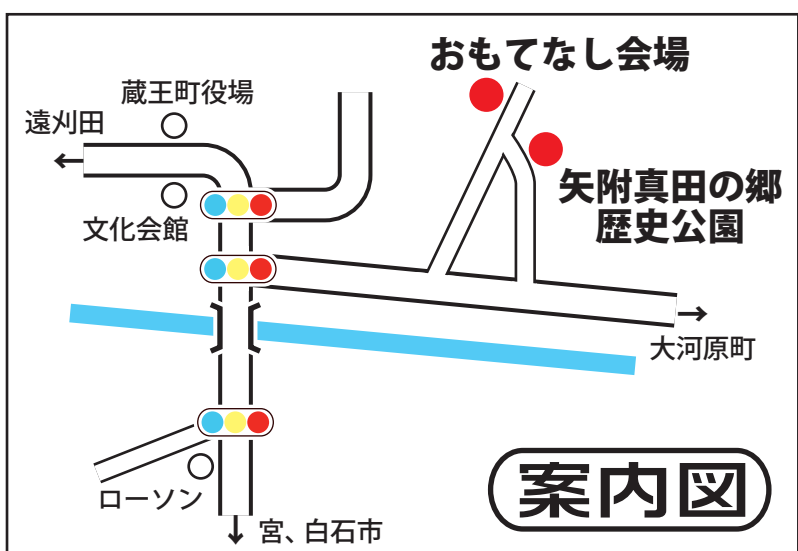 おもてなし会場
蔵王町役場
遠刈田
矢附真田の郷
歴史公園
文化会館
大河原町
ローソン
案内図
宮、白石市